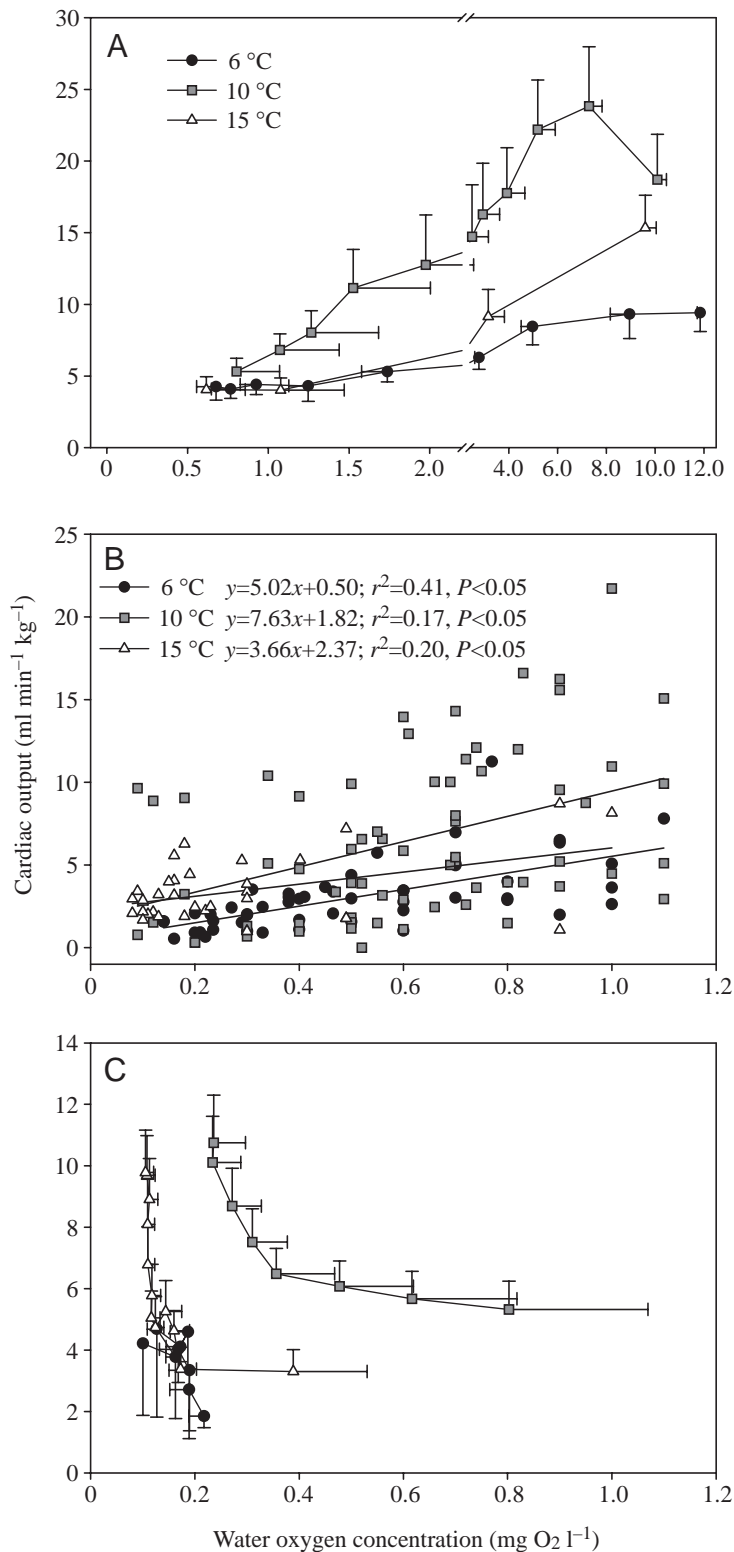 30
25
20
15
10
5
0
A
6 °C
10 °C
15 °C
0 0.5 1.0 1.5 2.0 4.0 6.0 8.0 10.0 12.0
Cardiac output (ml min⁻¹ kg⁻¹)
25
20
15
10
5
0
B
6 °C y=5.02x+0.50; r²=0.41, P<0.05
10 °C y=7.63x+1.82; r²=0.17, P<0.05
15 °C y=3.66x+2.37; r²=0.20, P<0.05
0 0.2 0.4 0.6 0.8 1.0 1.2
14
12
10
8
6
4
2
0
C
0 0.2 0.4 0.6 0.8 1.0 1.2
Water oxygen concentration (mg O₂ l⁻¹)